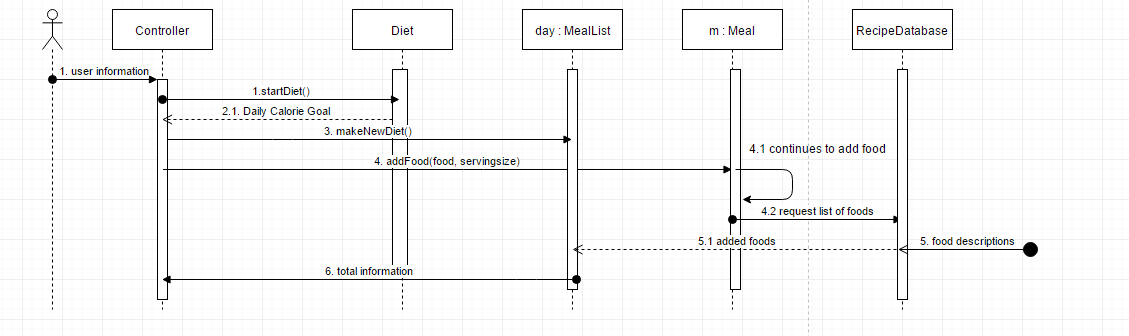 Controller
Diet
day : MealList
m : Meal
RecipeDatabase
1. user information
1.startDiet()
2.1. Daily Calorie Goal
3. makeNewDiet()
4. addFood(food, servingsize)
4.1 continues to add food
4.2 request list of foods
5.1 added foods
5. food descriptions
6. total information